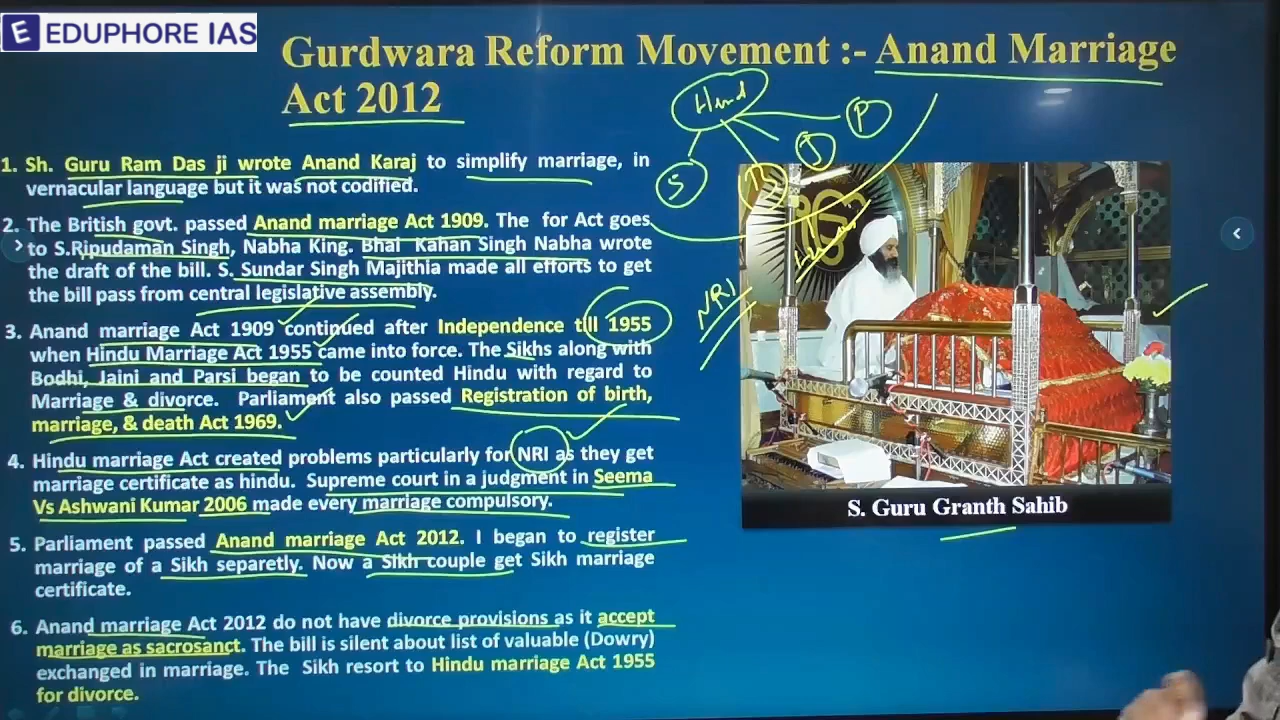 E EDUPHORE IAS
Gurdwara Reform Movement :- Anand Marriage
Act 2012
1. Sh. Guru Ram Das ji wrote Anand Karaj to simplify marriage, in
vernacular language but it was not codified.
2. The British govt. passed Anand marriage Act 1909. The for Act goes
to S.Ripudaman Singh, Nabha King. Bhai Kahan Singh Nabha wrote
the draft of the bill. S. Sundar Singh Majithia made all efforts to get
the bill pass from central legislative assembly.
3. Anand marriage Act 1909 continued after Independence till 1955
when Hindu Marriage Act 1955 came into force. The Sikhs along with
Bodhi, Jaini and Parsi began to be counted Hindu with regard to
Marriage & divorce. Parliament also passed Registration of birth,
marriage, & death Act 1969.
4. Hindu marriage Act created problems particularly for NRI as they get
marriage certificate as hindu. Supreme court in a judgment in Seema
Vs Ashwani Kumar 2006 made every marriage compulsory.
5. Parliament passed Anand marriage Act 2012. I began to register
marriage of a Sikh separetly. Now a Sikh couple get Sikh marriage
certificate.
6. Anand marriage Act 2012 do not have divorce provisions as it accept
marriage as sacrosanct. The bill is silent about list of valuable (Dowry)
exchanged in marriage. The Sikh resort to Hindu marriage Act 1955
for divorce.
Hind
S
B
J
P
NRI
S. Guru Granth Sahib